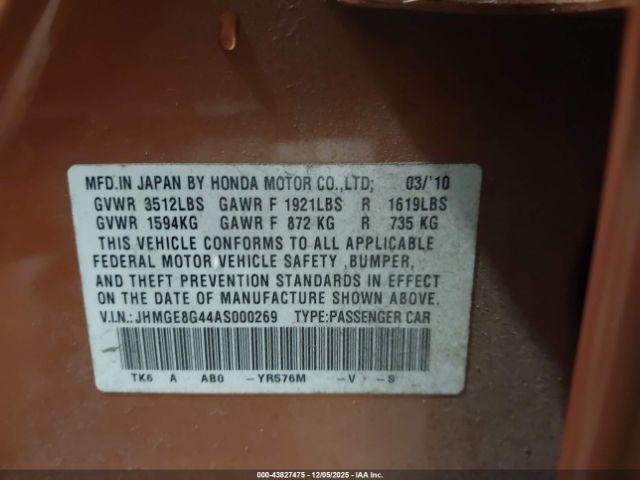 MFD.IN JAPAN BY HONDA MOTOR CO.,LTD; 03/'10
GVWR 3512LBS GAWR F 1921LBS R 1619LBS
GVWR 1594KG GAWR F 872 KG R 735 KG
THIS VEHICLE CONFORMS TO ALL APPLICABLE
FEDERAL MOTOR VEHICLE SAFETY ,BUMPER,
AND THEFT PREVENTION STANDARDS IN EFFECT
ON THE DATE OF MANUFACTURE SHOWN ABOVE.
V.I.N.:JHMGE8G44AS000269 TYPE:PASSENGER CAR
TK6 A AB0 -YR576M -V -S
000-43827475 - 12/05/2025 - IAA Inc.